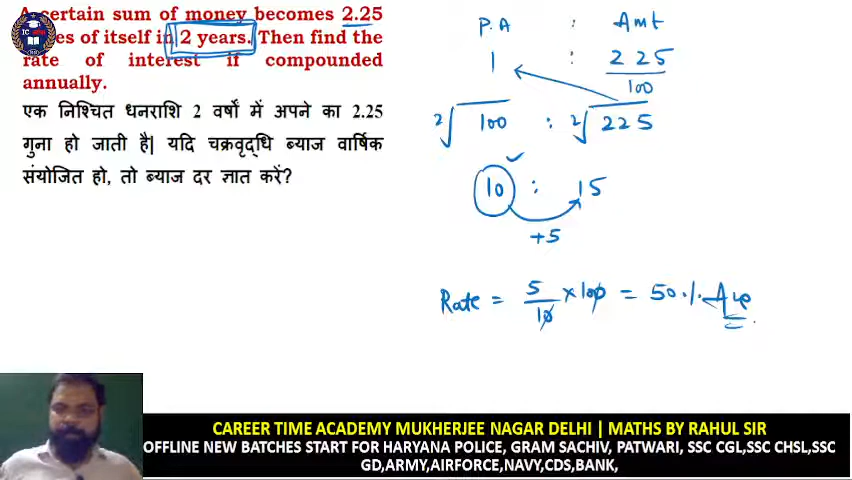 A certain sum of money becomes 2.25
times of itself in 2 years. Then find the
rate of interest if compounded
annually.
एक निश्चित धनराशि 2 वर्षों में अपने का 2.25
गुना हो जाती है| यदि चक्रवृद्धि ब्याज वार्षिक
संयोजित हो, तो ब्याज दर ज्ञात करें?
P.A : Amt
1 : 225/100
2√100 : 2√225
10 : 15
+5
Rate = 5/10 × 100 = 50% Ans
IC
CAREER TIME ACADEMY MUKHERJEE NAGAR DELHI | MATHS BY RAHUL SIR
OFFLINE NEW BATCHES START FOR HARYANA POLICE, GRAM SACHIV, PATWARI, SSC CGL,SSC CHSL,SSC
GD,ARMY,AIRFORCE,NAVY,CDS,BANK,